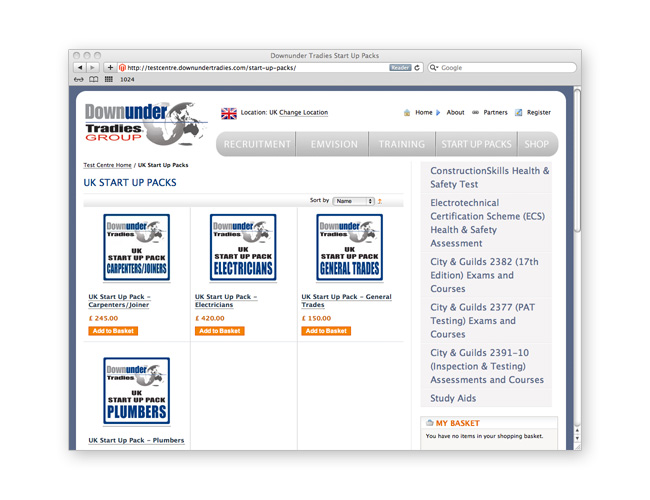 Downunder Tradies Start Up Packs
http://testcentre.downundertradies.com/start-up-packs/
Reader
Google
1024
Downunder
Tradies
GROUP
Location: UK Change Location
Home
About
Partners
Register
RECRUITMENT
EMVISION
TRAINING
START UP PACKS
SHOP
Test Centre Home / UK Start Up Packs
UK START UP PACKS
Sort by
Name
?
Downunder
Tradies
UK
START UP PACK
CARPENTERS/JOINERS
Downunder
Tradies
UK
START UP PACK
ELECTRICIANS
Downunder
Tradies
UK
START UP PACK
GENERAL TRADES
UK Start Up Pack –
Carpenters/Joiner
UK Start Up Pack –
Electricians
UK Start Up Pack – General
Trades
£ 245.00
£ 420.00
£ 150.00
Add to Basket
Add to Basket
Add to Basket
Downunder
Tradies
UK
START UP PACK
PLUMBERS
UK Start Up Pack – Plumbers
ConstructionSkills Health &
Safety Test
Electrotechnical
Certification Scheme (ECS)
Health & Safety
Assessment
City & Guilds 2382 (17th
Edition) Exams and
Courses
City & Guilds 2377 (PAT
Testing) Exams and
Courses
City & Guilds 2391-10
(Inspection & Testing)
Assessments and Courses
Study Aids
MY BASKET
You have no items in your shopping basket.